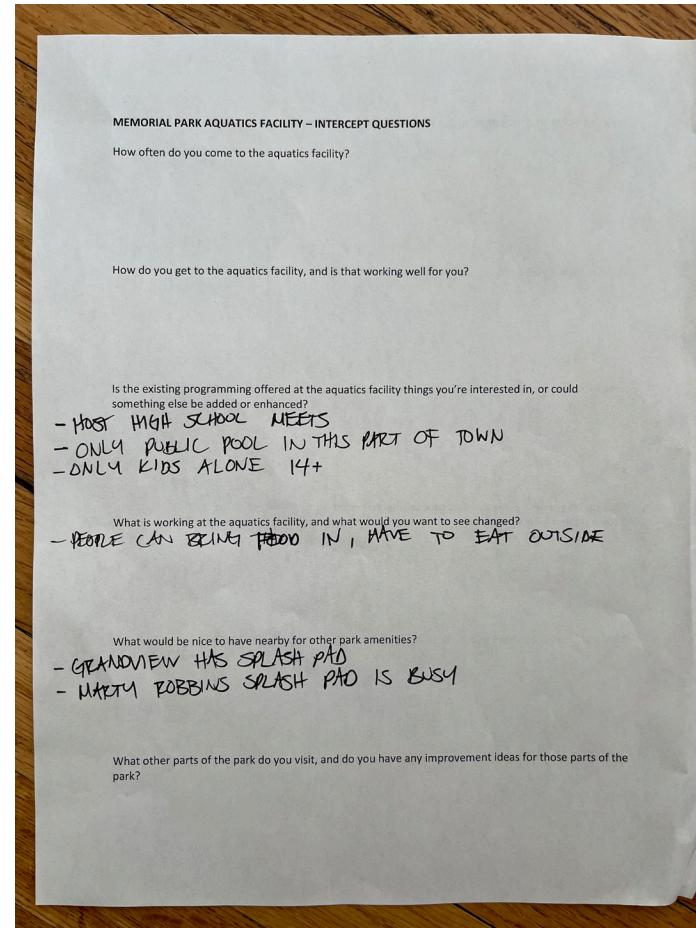 MEMORIAL PARK AQUATICS FACILITY – INTERCEPT QUESTIONS
How often do you come to the aquatics facility?
How do you get to the aquatics facility, and is that working well for you?
Is the existing programming offered at the aquatics facility things you're interested in, or could
something else be added or enhanced?
- HOST HIGH SCHOOL MEETS
- ONLY PUBLIC POOL IN THIS PART OF TOWN
- ONLY KIDS ALONE 14+
What is working at the aquatics facility, and what would you want to see changed?
- PEOPLE CAN BRING FOOD IN, HAVE TO EAT OUTSIDE
What would be nice to have nearby for other park amenities?
- GRANDVIEW HAS SPLASH PAD
- MARTY ROBBINS SPLASH PAD IS BUSY
What other parts of the park do you visit, and do you have any improvement ideas for those parts of the
park?